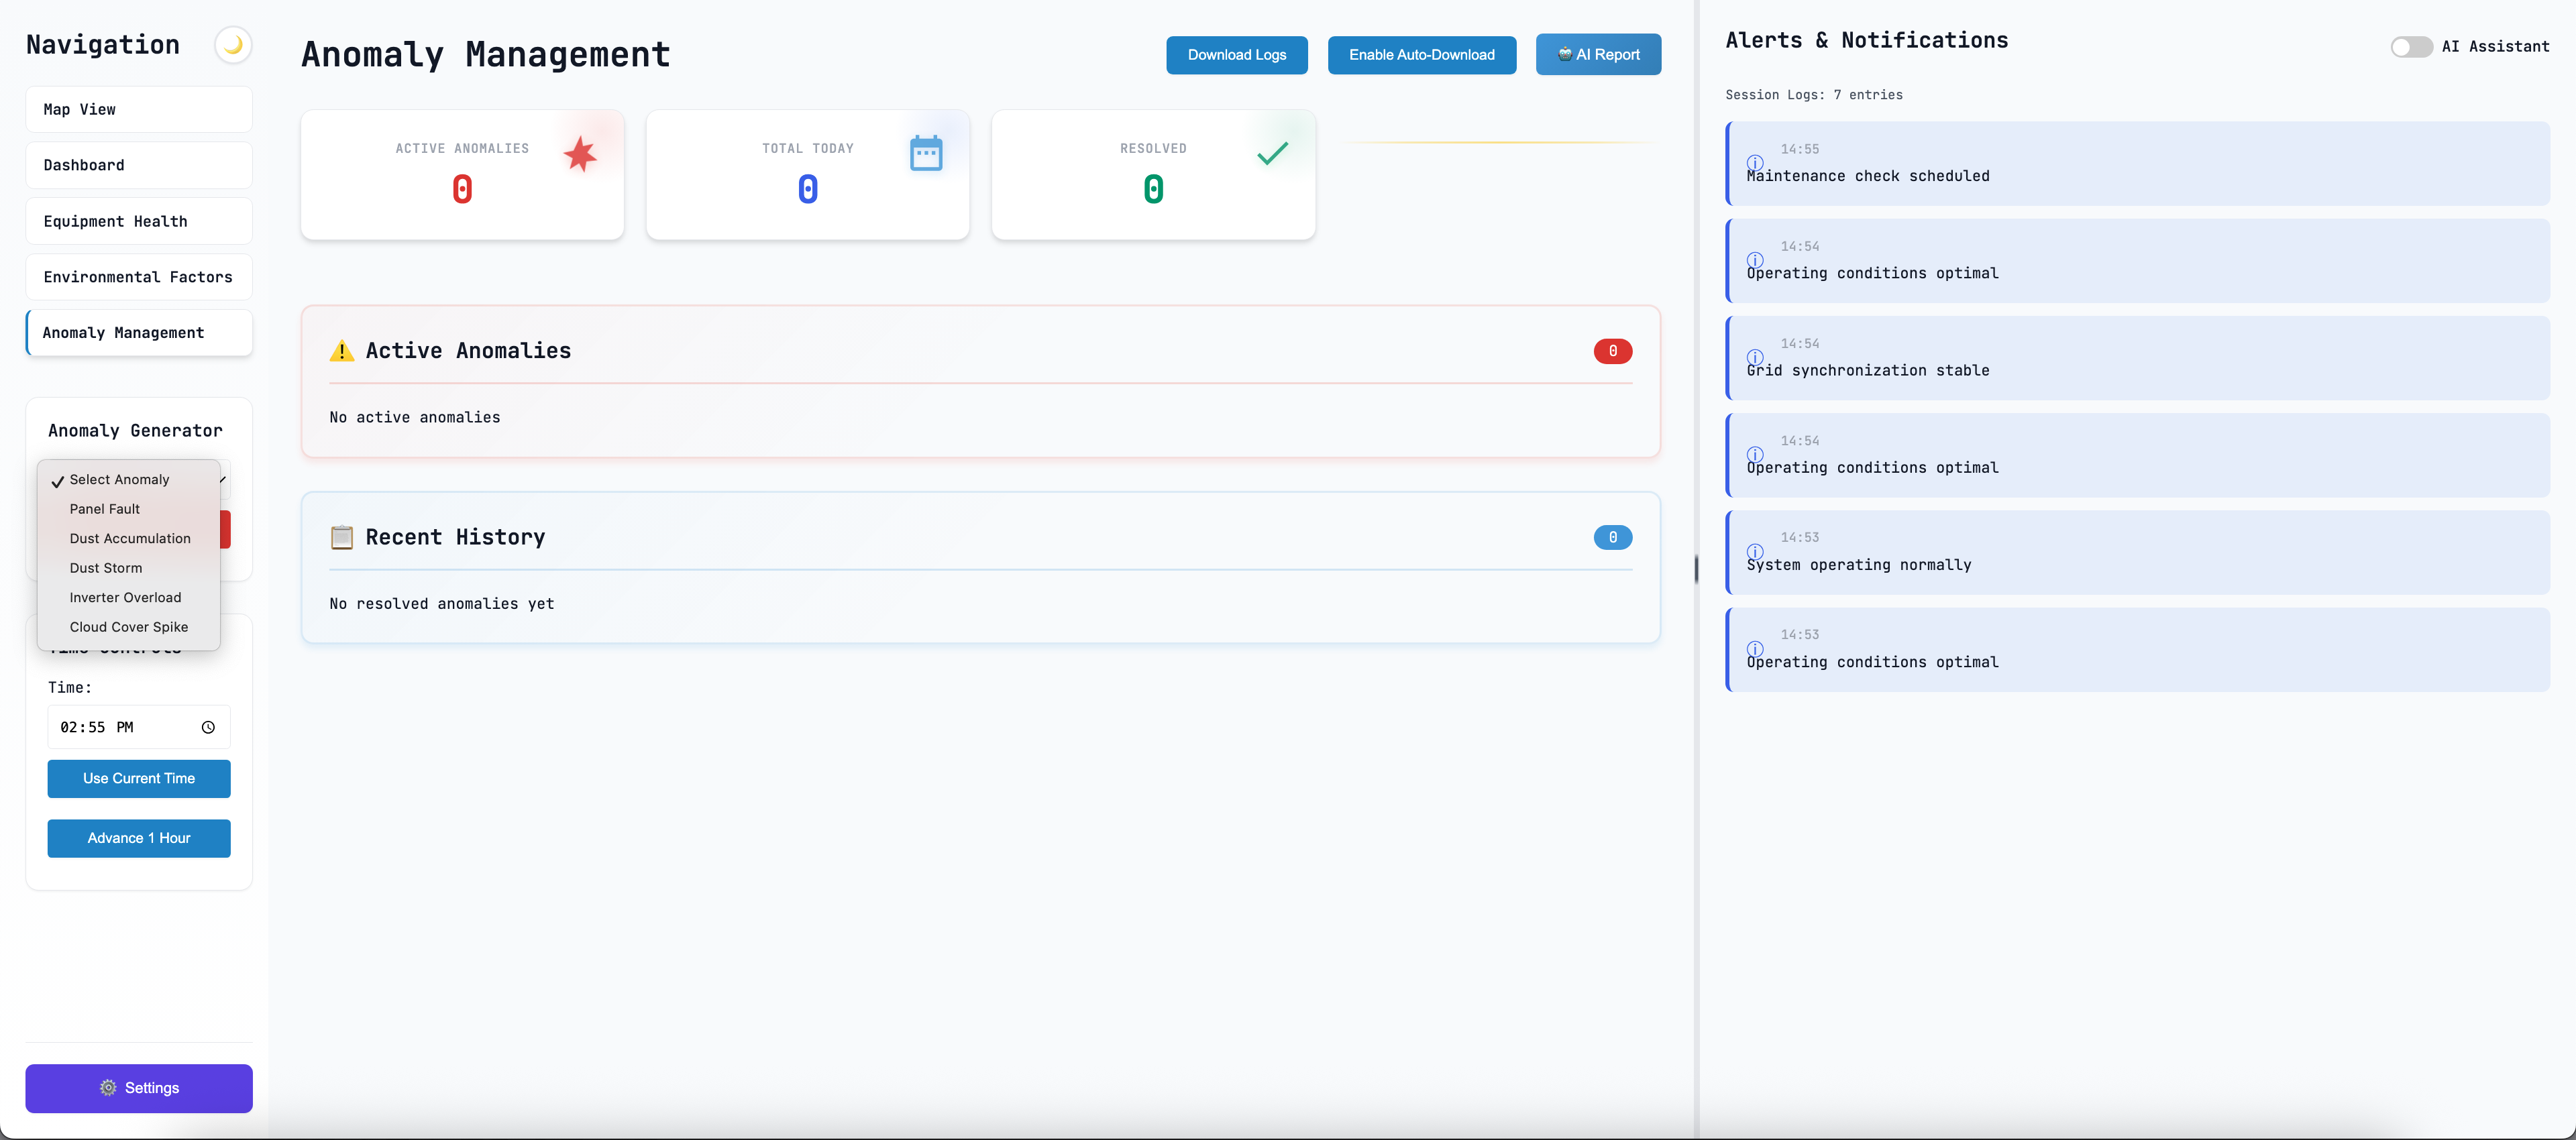 Navigation
Map View
Dashboard
Equipment Health
Environmental Factors
Anomaly Management
Anomaly Generator
Select Anomaly
Panel Fault
Dust Accumulation
Dust Storm
Inverter Overload
Cloud Cover Spike
Time Controls
Time:
02:55 PM
Use Current Time
Advance 1 Hour
Settings
Anomaly Management
Download Logs
Enable Auto-Download
AI Report
ACTIVE ANOMALIES
0
TOTAL TODAY
0
RESOLVED
0
Active Anomalies
0
No active anomalies
Recent History
0
No resolved anomalies yet
Alerts & Notifications
AI Assistant
Session Logs: 7 entries
14:55
Maintenance check scheduled
14:54
Operating conditions optimal
14:54
Grid synchronization stable
14:54
Operating conditions optimal
14:53
System operating normally
14:53
Operating conditions optimal